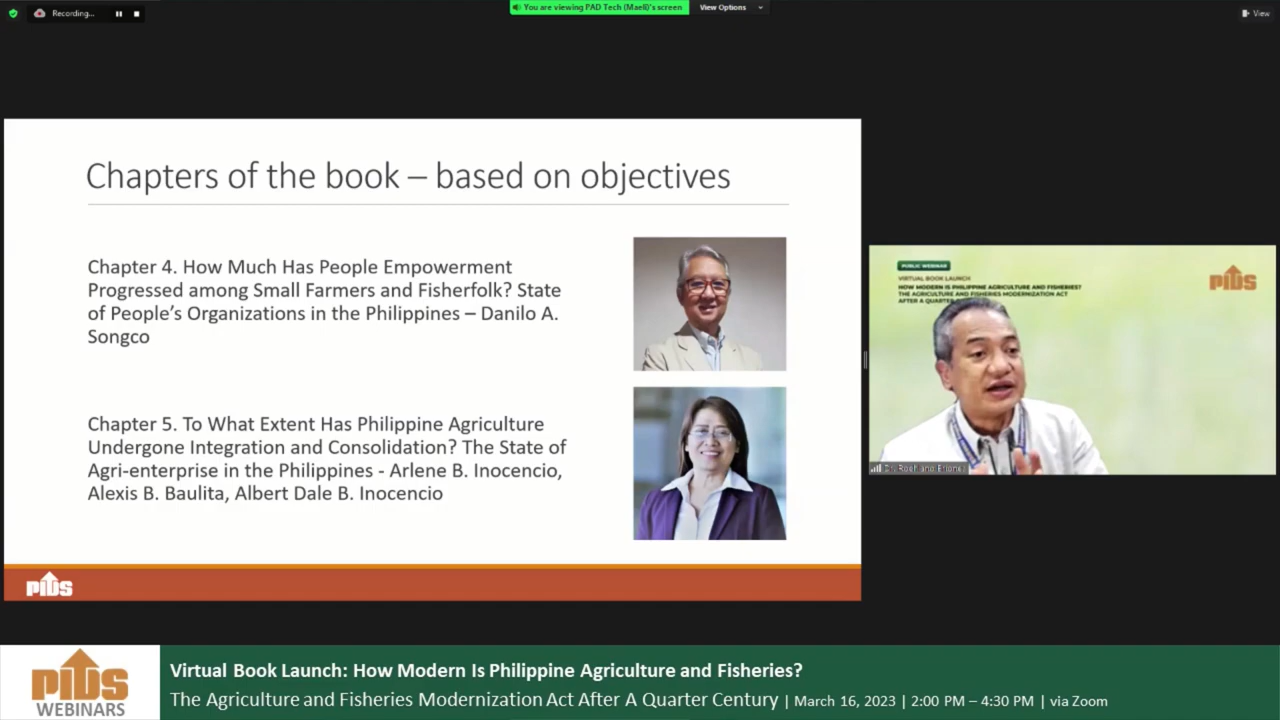 Recording...
You are viewing PAD Tech (Maeli)'s screen
View Options
View
Chapters of the book – based on objectives
Chapter 4. How Much Has People Empowerment
Progressed among Small Farmers and Fisherfolk? State
of People's Organizations in the Philippines – Danilo A.
Songco
Chapter 5. To What Extent Has Philippine Agriculture
Undergone Integration and Consolidation? The State of
Agri-enterprise in the Philippines - Arlene B. Inocencio,
Alexis B. Baulita, Albert Dale B. Inocencio
PIDS
PUBLIC WEBINAR
VIRTUAL BOOK LAUNCH
HOW MODERN IS PHILIPPINE AGRICULTURE AND FISHERIES?
THE AGRICULTURE AND FISHERIES MODERNIZATION ACT
AFTER A QUARTER
PIDS
Dr.
PIDS
WEBINARS
Virtual Book Launch: How Modern Is Philippine Agriculture and Fisheries?
The Agriculture and Fisheries Modernization Act After A Quarter Century | March 16, 2023 | 2:00 PM – 4:30 PM | via Zoom